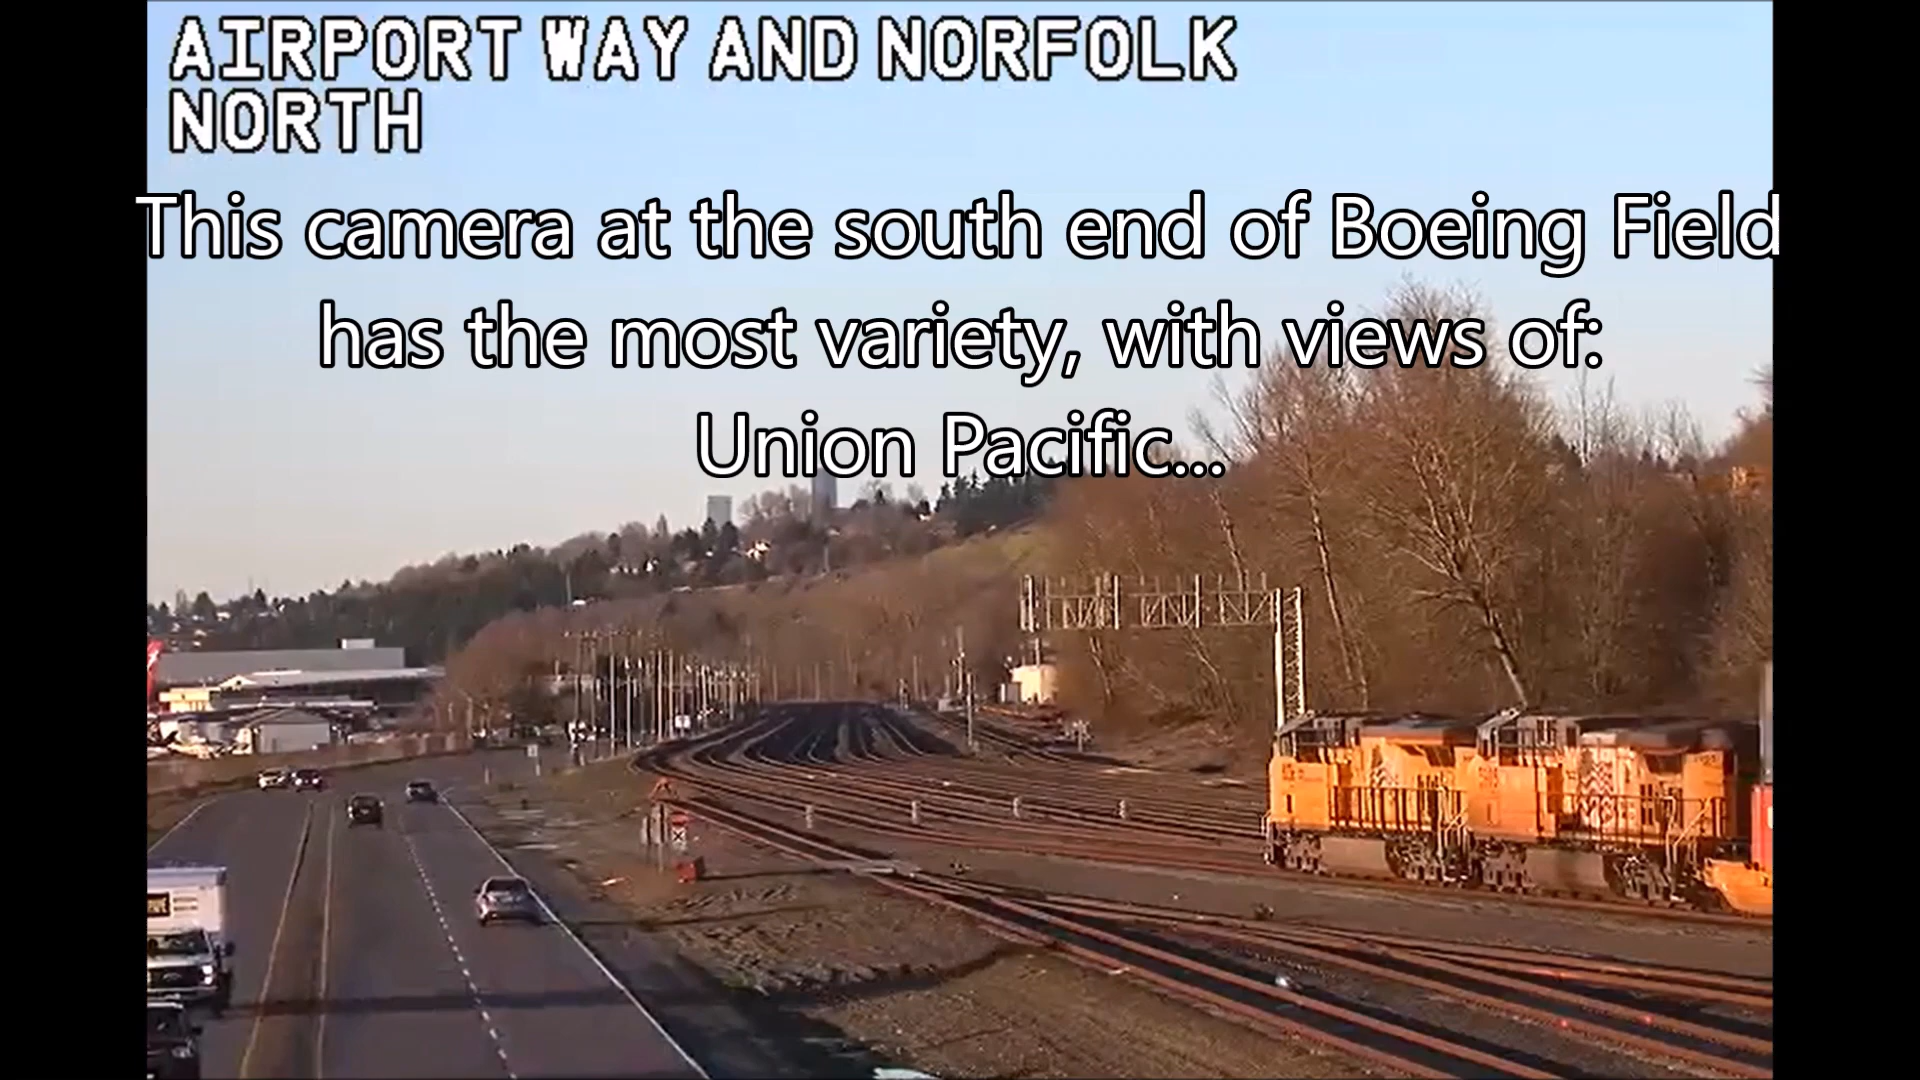 AIRPORT WAY AND NORFOLK
NORTH
This camera at the south end of Boeing Field
has the most variety, with views of:
Union Pacific...